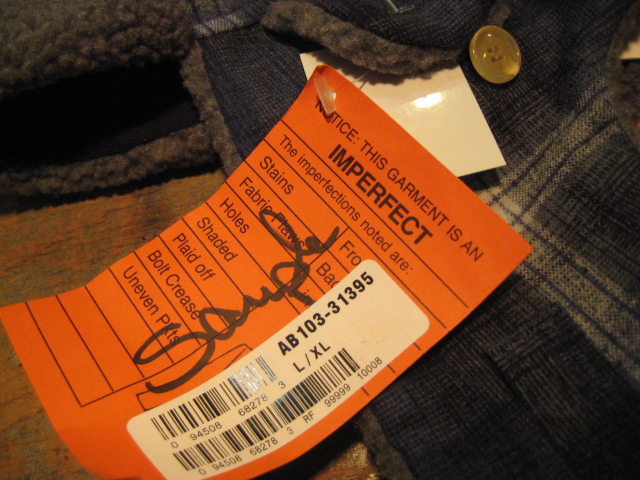 NOTICE: THIS GARMENT IS AN
IMPERFECT
The imperfections noted are:
Stains
Fabric
Holes
Shaded
Plaid off
Bolt Crease
Uneven
Sample
AB103-31395
L/XL
0 94508 68278 3
0 94508 68278 3 RF 99999 10008